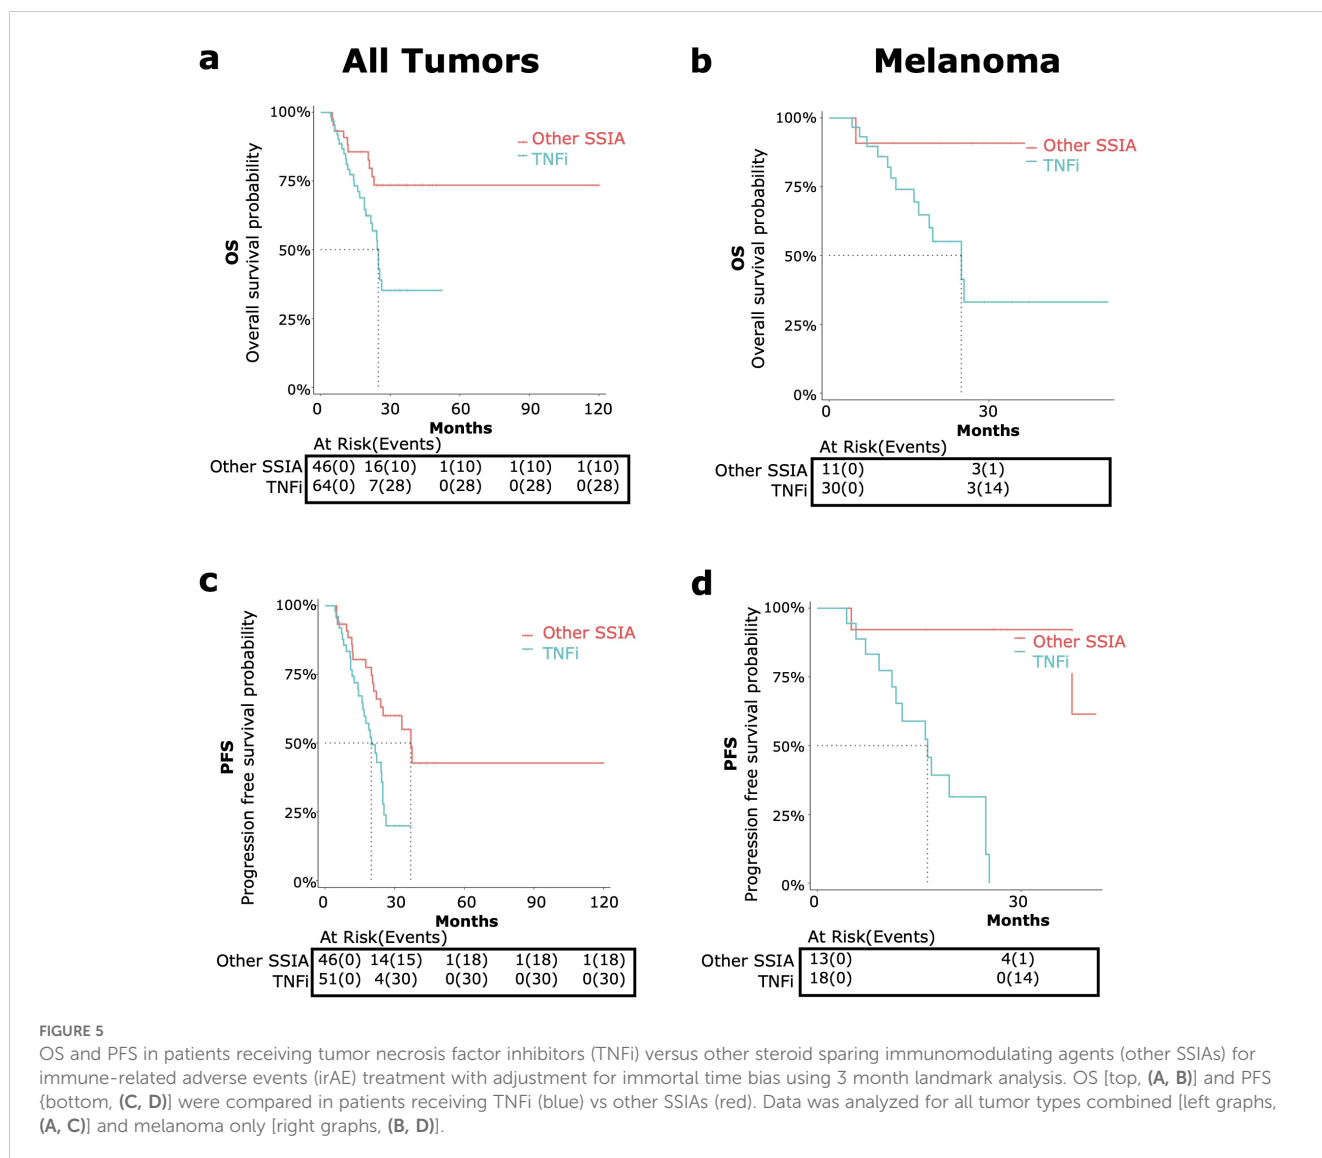 a
All Tumors
100%
75%
50%
25%
0%
OS
Overall survival probability
Other SSIA
TNFi
0 30 60 90 120
Months
At Risk(Events)
Other SSIA 46(0) 16(10) 1(10) 1(10) 1(10)
TNFi 64(0) 7(28) 0(28) 0(28) 0(28)
b
Melanoma
100%
75%
50%
25%
0%
OS
Overall survival probability
Other SSIA
TNFi
0 30
Months
At Risk(Events)
Other SSIA 11(0) 3(1)
TNFi 30(0) 3(14)
c
100%
75%
50%
25%
0%
PFS
Progression free survival probability
Other SSIA
TNFi
0 30 60 90 120
Months
At Risk(Events)
Other SSIA 46(0) 14(15) 1(18) 1(18) 1(18)
TNFi 51(0) 4(30) 0(30) 0(30) 0(30)
d
100%
75%
50%
25%
0%
PFS
Progression free survival probability
Other SSIA
TNFi
0 30
Months
At Risk(Events)
Other SSIA 13(0) 4(1)
TNFi 18(0) 0(14)
FIGURE 5
OS and PFS in patients receiving tumor necrosis factor inhibitors (TNFi) versus other steroid sparing immunomodulating agents (other SSIAs) for
immune-related adverse events (irAE) treatment with adjustment for immortal time bias using 3 month landmark analysis. OS [top, (A, B)] and PFS
{bottom, (C, D)] were compared in patients receiving TNFi (blue) vs other SSIAs (red). Data was analyzed for all tumor types combined [left graphs,
(A, C)] and melanoma only [right graphs, (B, D)].